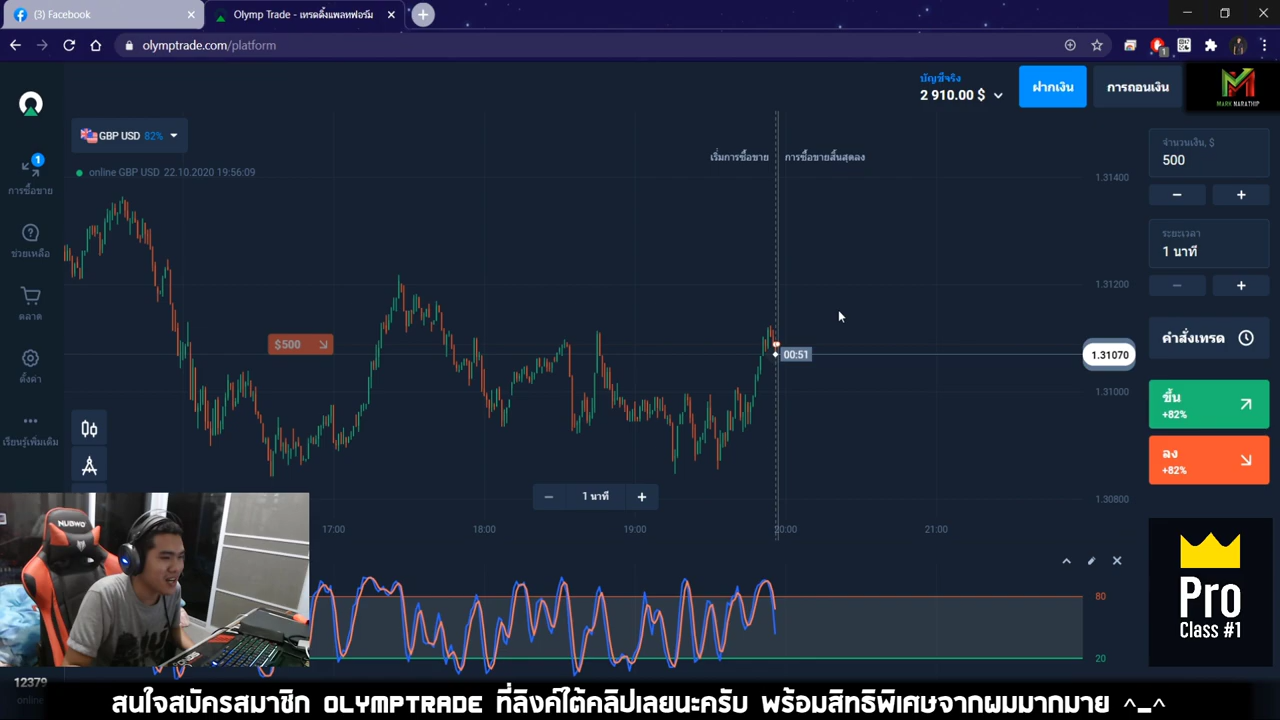 (3) Facebook
Olymp Trade - เทรดดิ้งแพลทฟอร์ม
olymptrade.com/platform
1
บัญชีจริง
2 910.00 $
ฝากเงิน
การถอนเงิน
MARK NARATHIP
GBP USD 82%
online GBP USD 22.10.2020 19:56:09
เริ่มการซื้อขาย
การซื้อขายสิ้นสุดลง
1
การซื้อขาย
ช่วยเหลือ
ตลาด
ตั้งค่า
เรียนรู้เพิ่มเติม
$500
00:51
1.31400
1.31200
1.31070
1.31000
1.30800
จำนวนเงิน, $
500
ระยะเวลา
1 นาที
คำสั่งเทรด
ขึ้น
+82%
ลง
+82%
1 นาที
17:00
18:00
19:00
20:00
21:00
80
20
NUBWO
Pro
Class #1
12379
online
สนใจสมัครสมาชิก OLYMPTRADE ที่ลิงค์ใต้คลิปเลยนะครับ พร้อมสิทธิพิเศษจากผมมากมาย ^_^